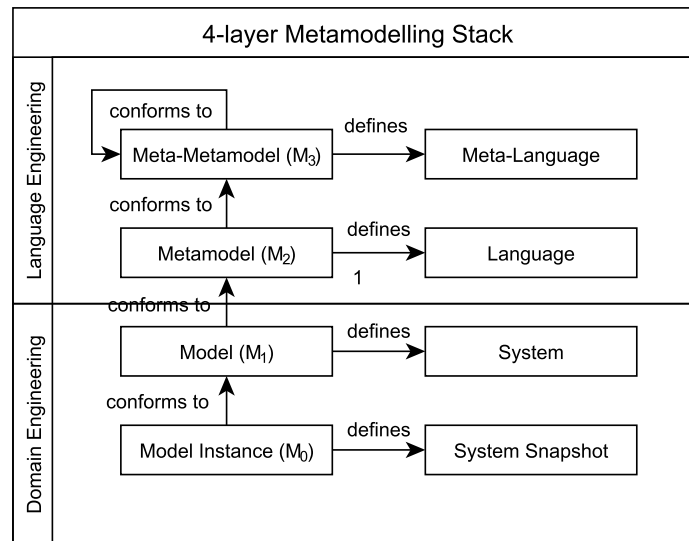 4-layer Metamodelling Stack
Language Engineering
conforms to
defines
Meta-Metamodel (M₃)
Meta-Language
conforms to
defines
Metamodel (M₂)
Language
1
conforms to
Domain Engineering
defines
Model (M₁)
System
conforms to
defines
Model Instance (M₀)
System Snapshot